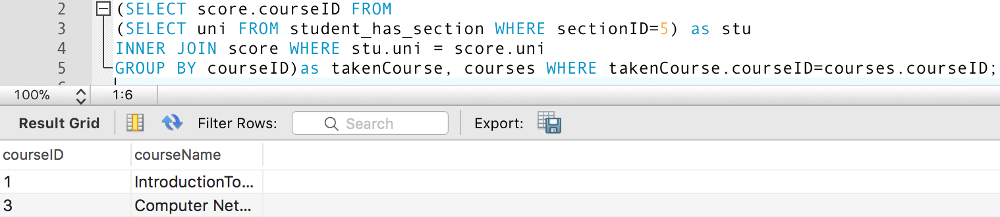 2 (SELECT score.courseID FROM
3 (SELECT uni FROM student_has_section WHERE sectionID=5) as stu
4 INNER JOIN score WHERE stu.uni = score.uni
5 GROUP BY courseID)as takenCourse, courses WHERE takenCourse.courseID=courses.courseID;
100% 1:6
Result Grid Filter Rows: Search Export:
courseID courseName
1 IntroductionTo...
3 Computer Net...